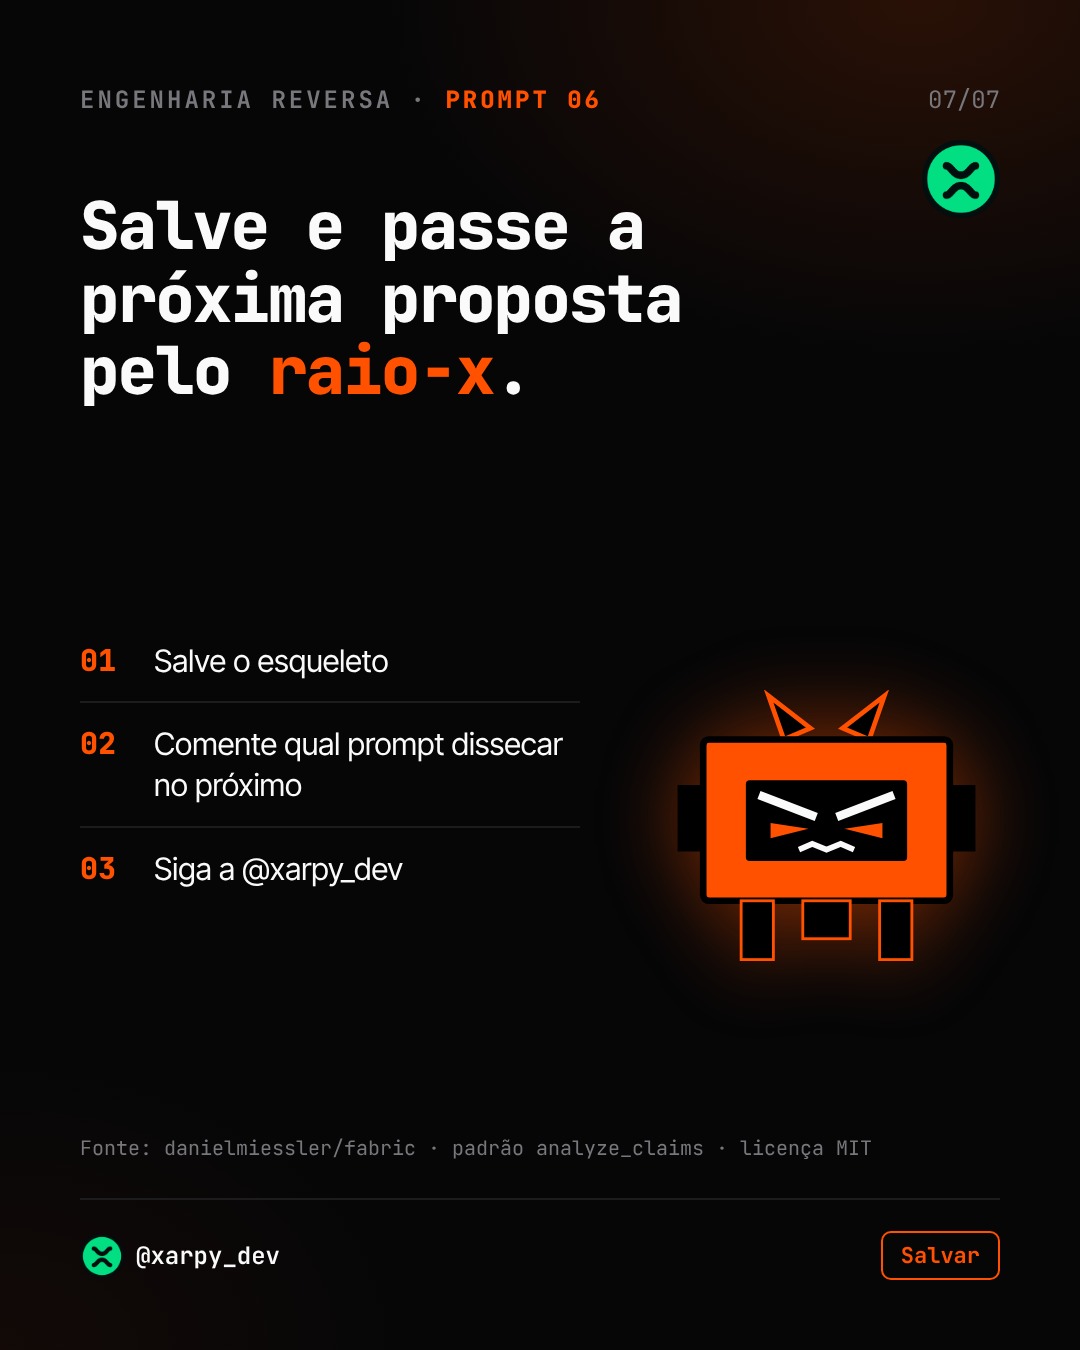 ENGENHARIA REVERSA · PROMPT 06
07/07
Salve e passe a
próxima proposta
pelo raio-x.
01 Salve o esqueleto
02 Comente qual prompt dissecar
no próximo
03 Siga a @xarpy_dev
Fonte: danielmiessler/fabric · padrão analyze_claims · licença MIT
@xarpy_dev
Salvar